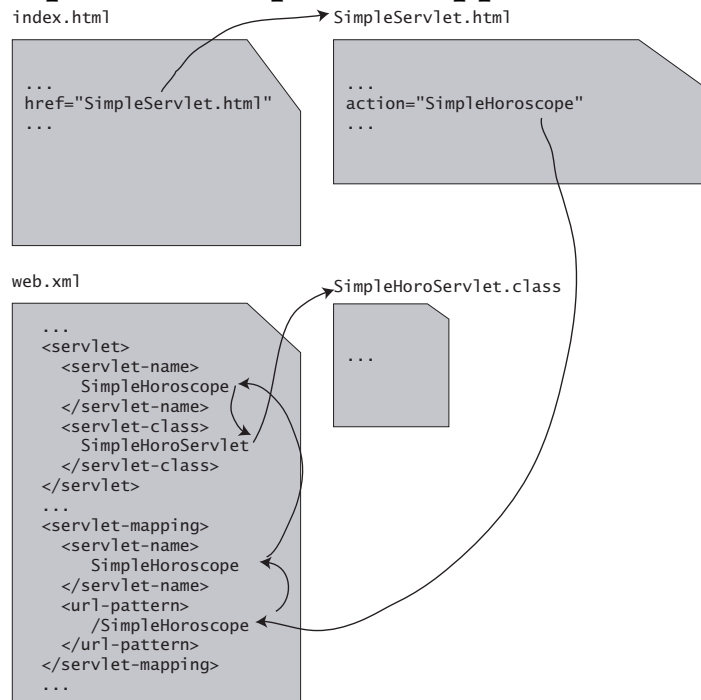 index.html
...
href="SimpleServlet.html"
...
SimpleServlet.html
...
action="SimpleHoroscope"
...
web.xml
...
<servlet>
<servlet-name>
SimpleHoroscope
</servlet-name>
<servlet-class>
SimpleHoroServlet
</servlet-class>
</servlet>
...
<servlet-mapping>
<servlet-name>
SimpleHoroscope
</servlet-name>
<url-pattern>
/SimpleHoroscope
</url-pattern>
</servlet-mapping>
...
SimpleHoroServlet.class
...